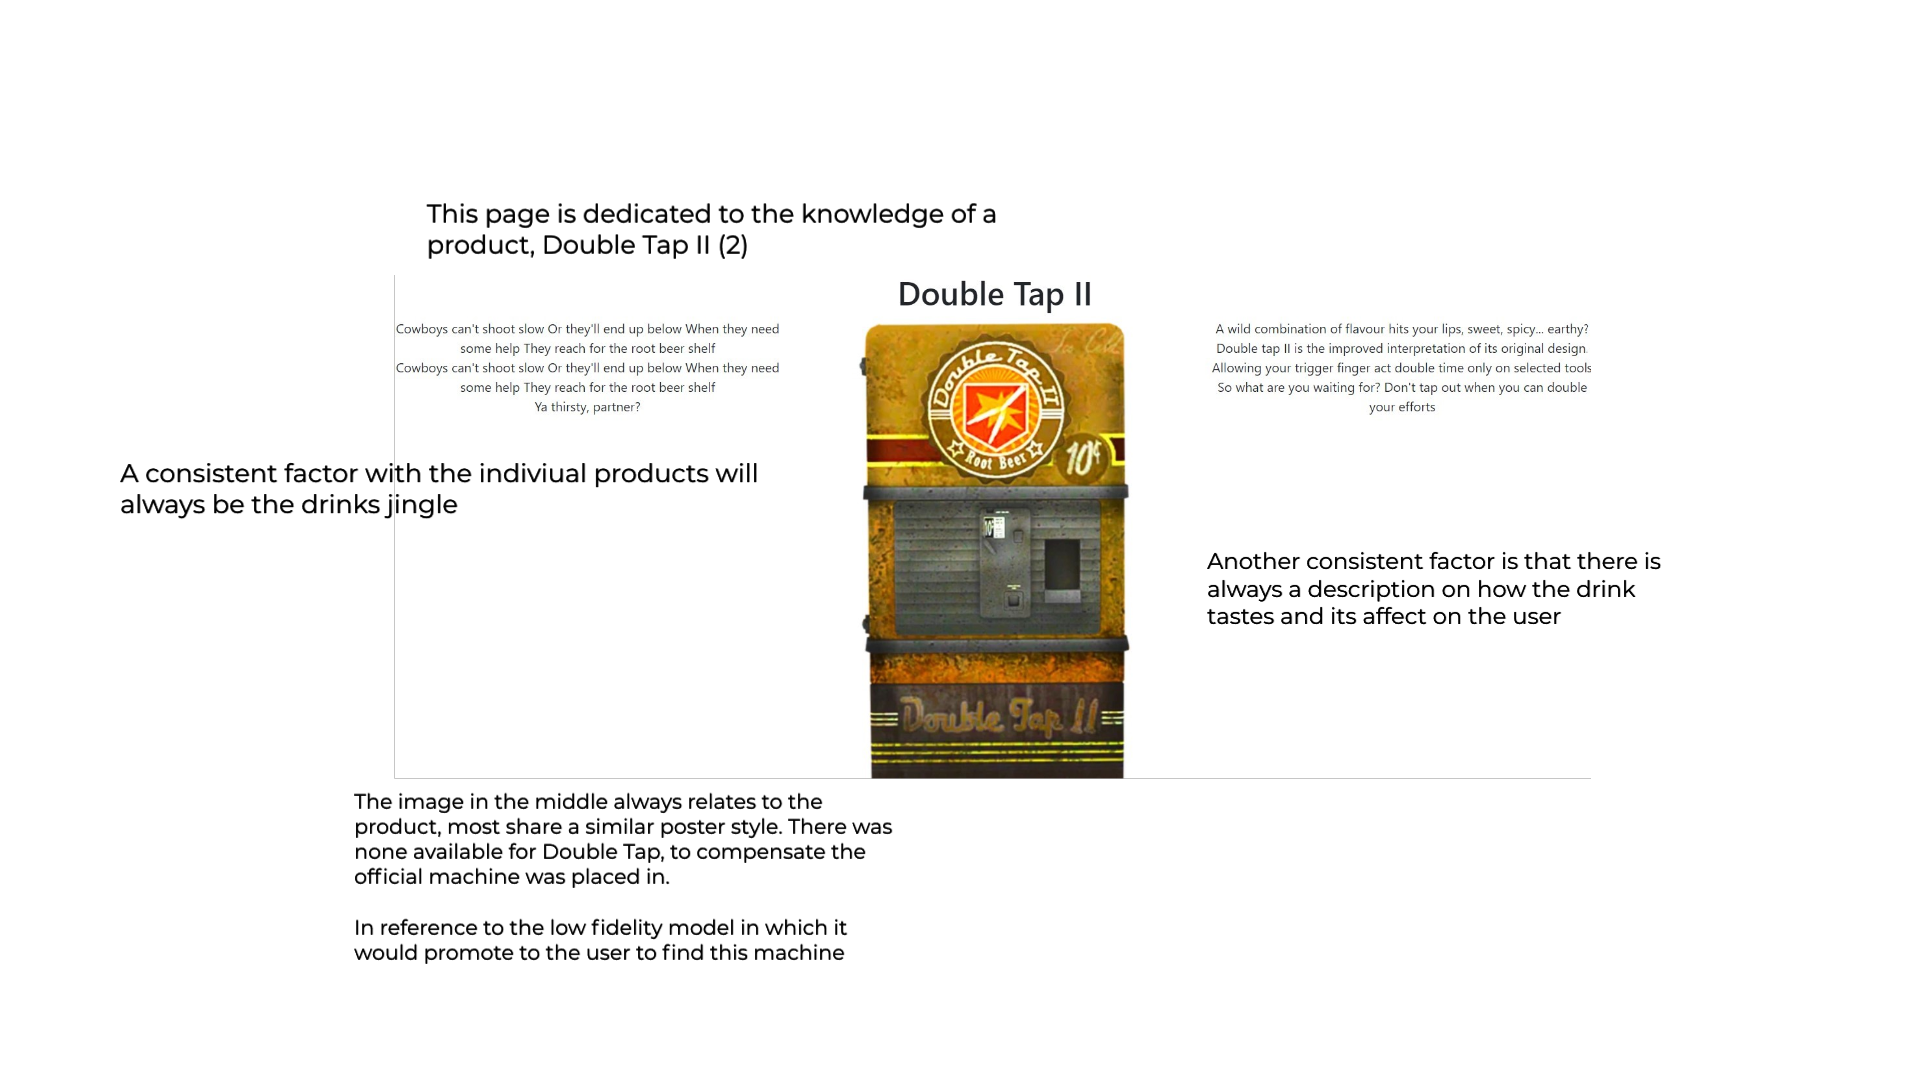 This page is dedicated to the knowledge of a
product, Double Tap II (2)
Double Tap II
Cowboys can't shoot slow Or they'll end up below When they need
some help They reach for the root beer shelf
Cowboys can't shoot slow Or they'll end up below When they need
some help They reach for the root beer shelf
Ya thirsty, partner?
A wild combination of flavour hits your lips, sweet, spicy... earthy?
Double tap II is the improved interpretation of its original design.
Allowing your trigger finger act double time only on selected tools
So what are you waiting for? Don't tap out when you can double
your efforts
Double Tap II
Root Beer
10¢
A consistent factor with the indiviual products will
always be the drinks jingle
Another consistent factor is that there is
always a description on how the drink
tastes and its affect on the user
Double Tap II
The image in the middle always relates to the
product, most share a similar poster style. There was
none available for Double Tap, to compensate the
official machine was placed in.
In reference to the low fidelity model in which it
would promote to the user to find this machine